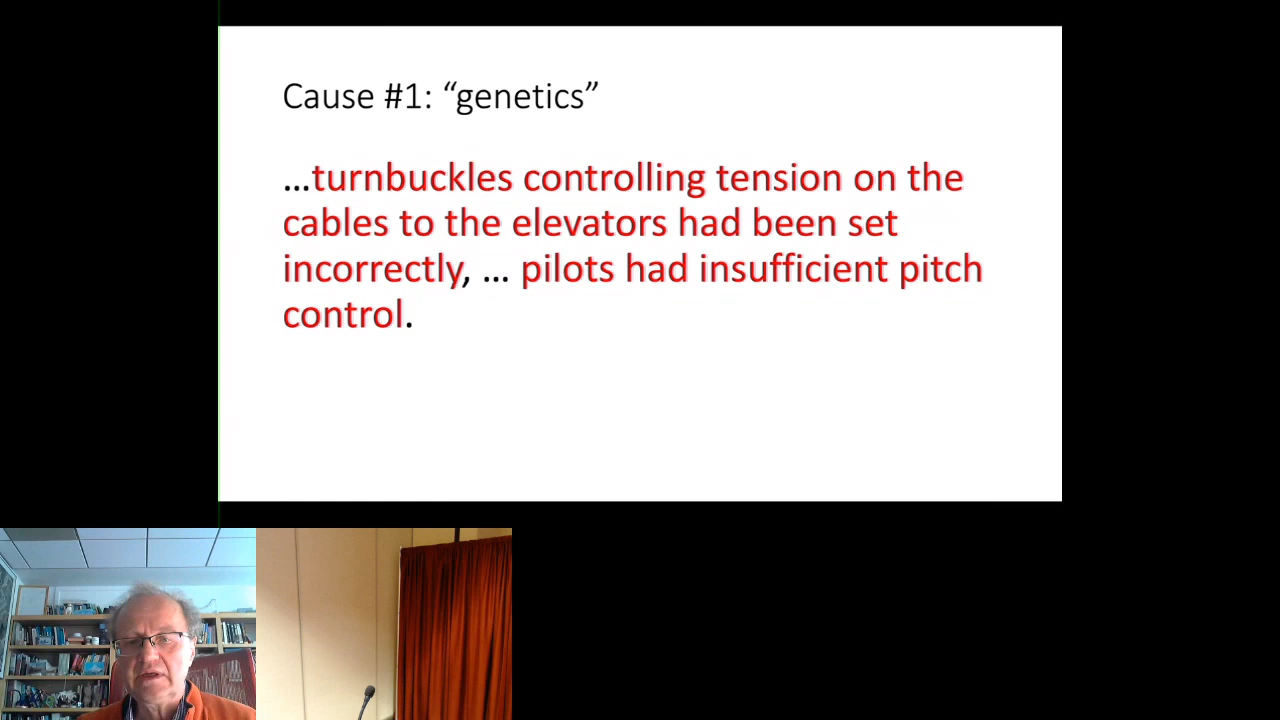 Cause #1: “genetics”
…turnbuckles controlling tension on the
cables to the elevators had been set
incorrectly, … pilots had insufficient pitch
control.